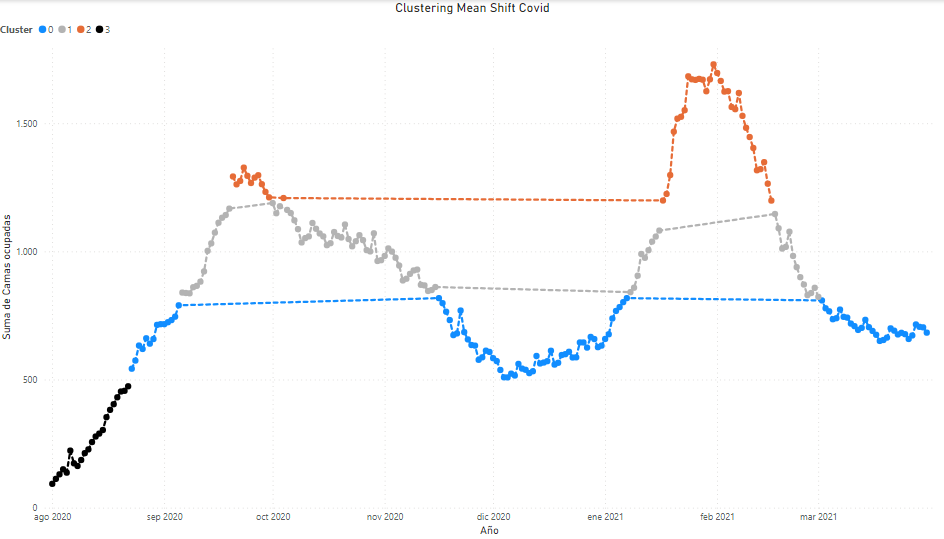 Clustering Mean Shift Covid
Cluster 0 1 2 3
1.500
1.000
500
0
Suma de Camas ocupadas
ago 2020 sep 2020 oct 2020 nov 2020 dic 2020 ene 2021 feb 2021 mar 2021
Año